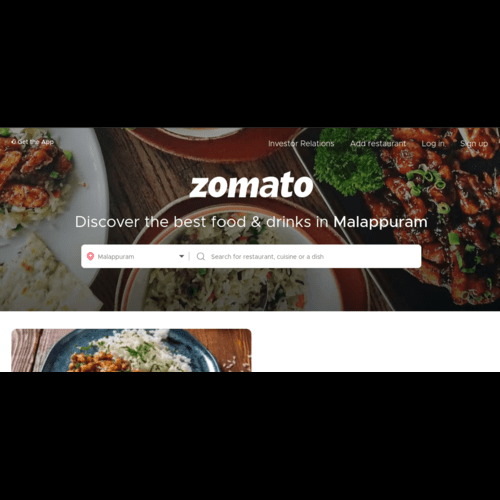 Get the App
Investor Relations
Add restaurant
Log in
Sign up
zomato
Discover the best food & drinks in Malappuram
Malappuram
Search for restaurant, cuisine or a dish